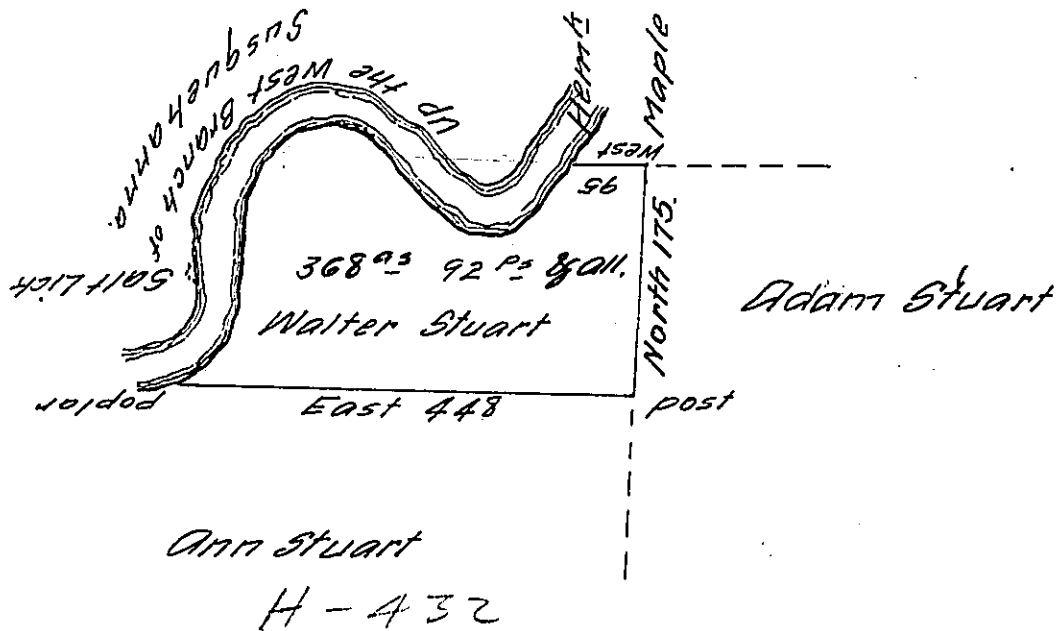 Up the West Branch of
Susquehanna.
Salt Lick
Hemk
Maple
West
95
368 as 92 ps & all.
Walter Stuart
North 175.
Adam Stuart
poplar
East 448
post
Ann Stuart
H-432